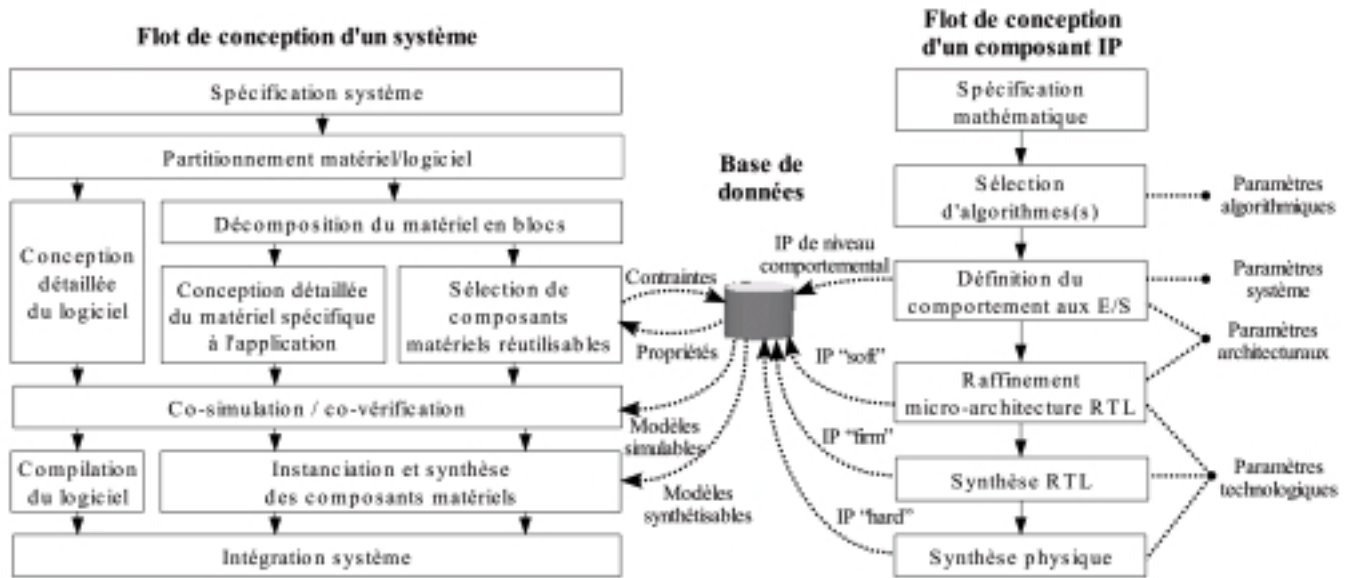 Flot de conception d'un système
Spécification système
Partitionnement matériel/logiciel
Conception
détaillée
du logiciel
Décomposition du matériel en blocs
Conception détaillée
du matériel spécifique
à l'application
Sélection de
composants
matériels réutilisables
Co-simulation / co-vérification
Compilation
du logiciel
Instanciation et synthèse
des composants matériels
Intégration système
Base de
données
Contraintes
Propriétés
Modèles
simulables
Modèles
synthétisables
IP de niveau
comportemental
IP "soft"
IP "firm"
IP "hard"
Flot de conception
d'un composant IP
Spécification
mathématique
Sélection
d'algorithmes(s)
Définition du
comportement aux E/S
Raffinement
micro-architecture RTL
Synthèse RTL
Synthèse physique
Paramètres
algorithmiques
Paramètres
système
Paramètres
architecturaux
Paramètres
technologiques